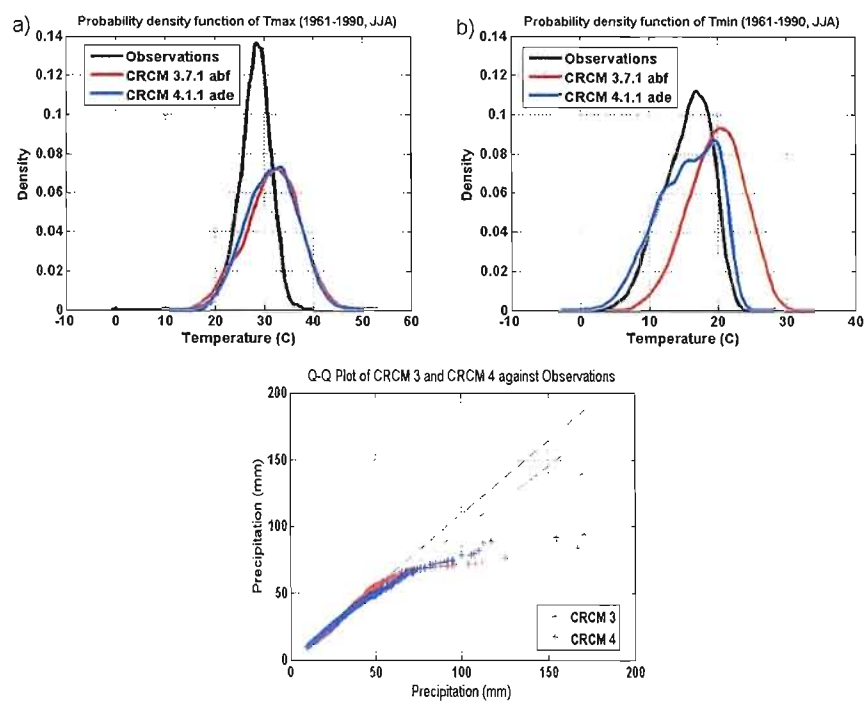 a)
Probability density function of Tmax (1961-1990, JJA)
0.14
0.12
0.1
0.08
0.06
0.04
0.02
0
Density
Observations
CRCM 3.7.1 abf
CRCM 4.1.1 ade
-10 0 10 20 30 40 50 60
Temperature (C)
b)
Probability density function of Tmin (1961-1990, JJA)
0.14
0.12
0.1
0.08
0.06
0.04
0.02
0
Density
Observations
CRCM 3.7.1 abf
CRCM 4.1.1 ade
-10 0 10 20 30 40
Temperature (C)
Q-Q Plot of CRCM 3 and CRCM 4 against Observations
200
150
100
50
0
Precipitation (mm)
CRCM 3
CRCM 4
0 50 100 150 200
Precipitation (mm)